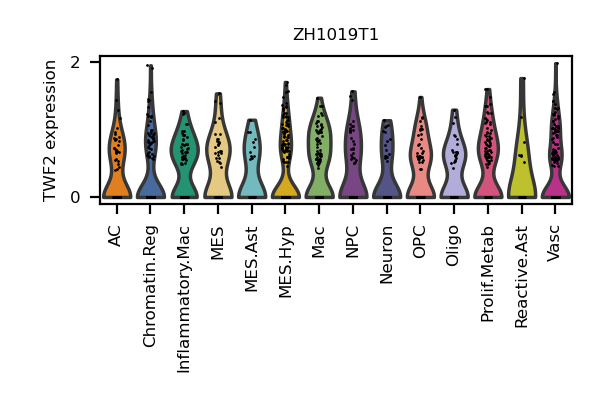 ZH1019T1
TWF2 expression
2
0
AC
Chromatin.Reg
Inflammatory.Mac
MES
MES.Ast
MES.Hyp
Mac
NPC
Neuron
OPC
Oligo
Prolif.Metab
Reactive.Ast
Vasc